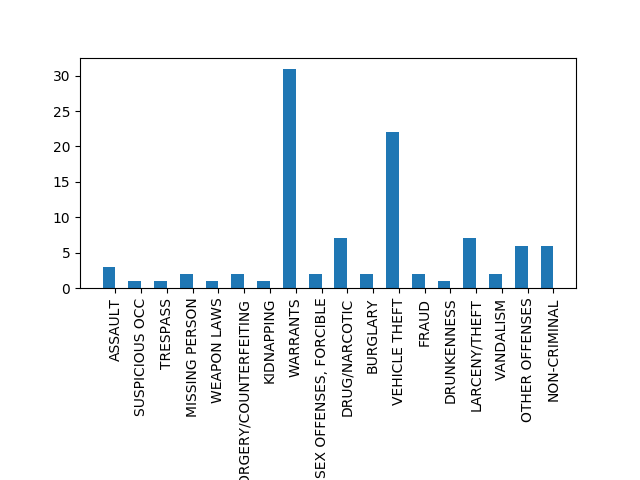 30
25
20
15
10
5
0
ASSAULT
SUSPICIOUS OCC
TRESPASS
MISSING PERSON
WEAPON LAWS
ORGERY/COUNTERFEITING
KIDNAPPING
WARRANTS
SEX OFFENSES, FORCIBLE
DRUG/NARCOTIC
BURGLARY
VEHICLE THEFT
FRAUD
DRUNKENNESS
LARCENY/THEFT
VANDALISM
OTHER OFFENSES
NON-CRIMINAL